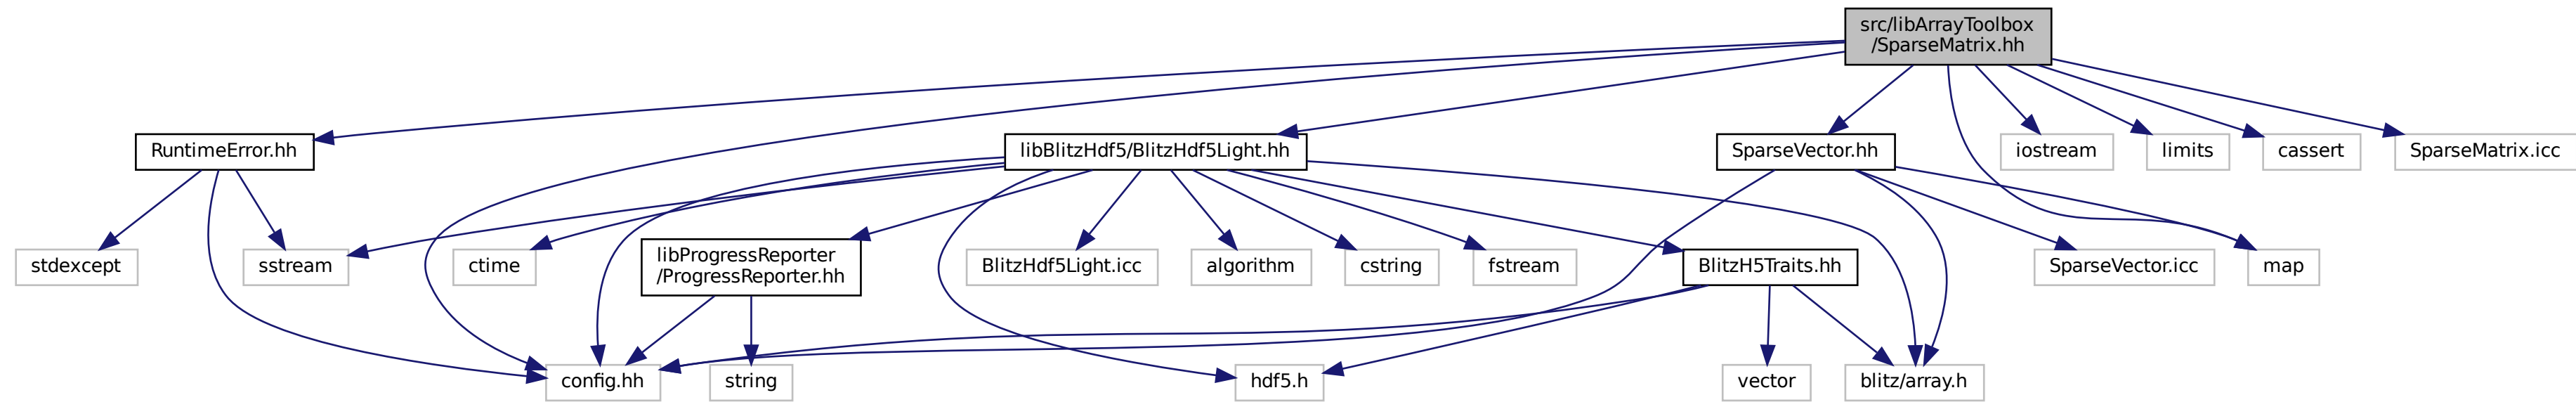 src/libArrayToolbox
/SparseMatrix.hh
RuntimeError.hh
libBlitzHdf5/BlitzHdf5Light.hh
SparseVector.hh
iostream
limits
cassert
SparseMatrix.icc
stdexcept
sstream
ctime
libProgressReporter
/ProgressReporter.hh
BlitzHdf5Light.icc
algorithm
cstring
fstream
BlitzH5Traits.hh
SparseVector.icc
map
config.hh
string
hdf5.h
vector
blitz/array.h